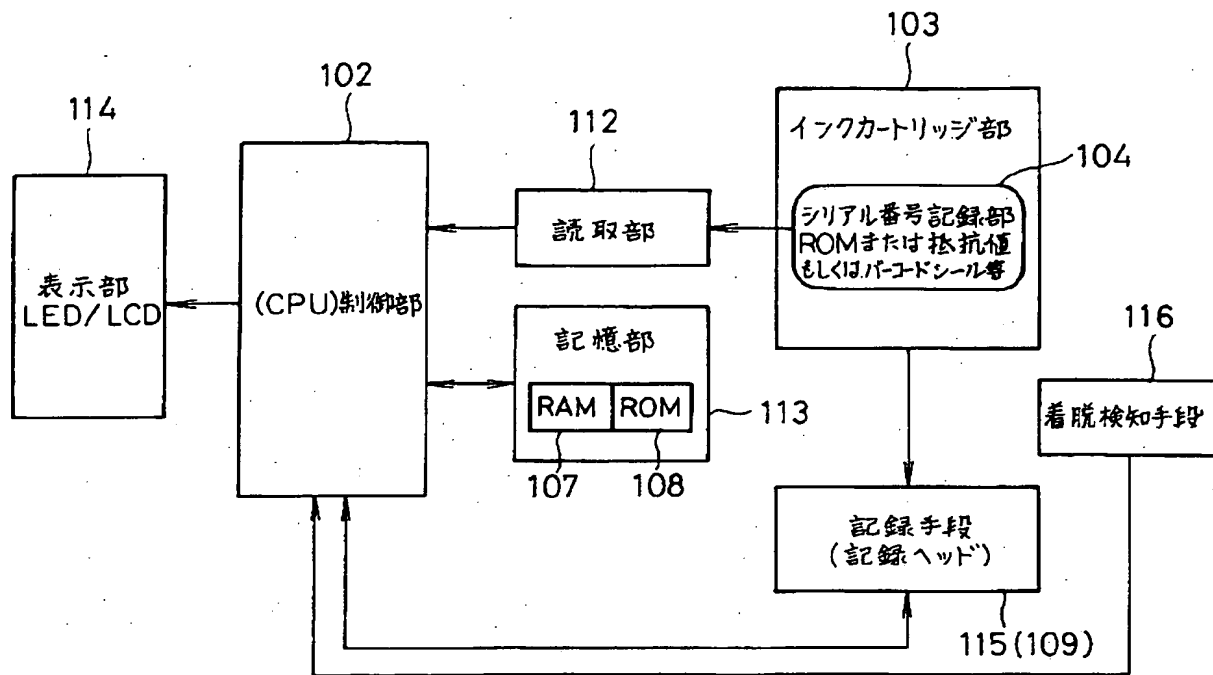 103
102
114
インクカートリッジ部
104
112
シリアル番号記録部
ROMまたは抵抗値
もしくは、バーコードシール等
読取部
表示部
LED/LCD
(CPU)制御部
記憶部
116
RAM
ROM
113
着脱検知手段
107
108
記録手段
(記録ヘッド)
115(109)